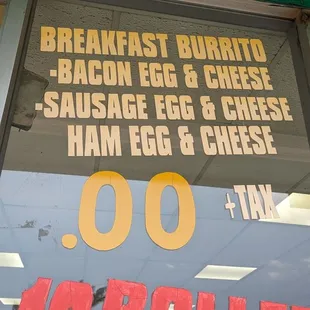 BREAKFAST BURRITO
-BACON EGG & CHEESE
-SAUSAGE EGG & CHEESE
HAM EGG & CHEESE
.00 +TAX